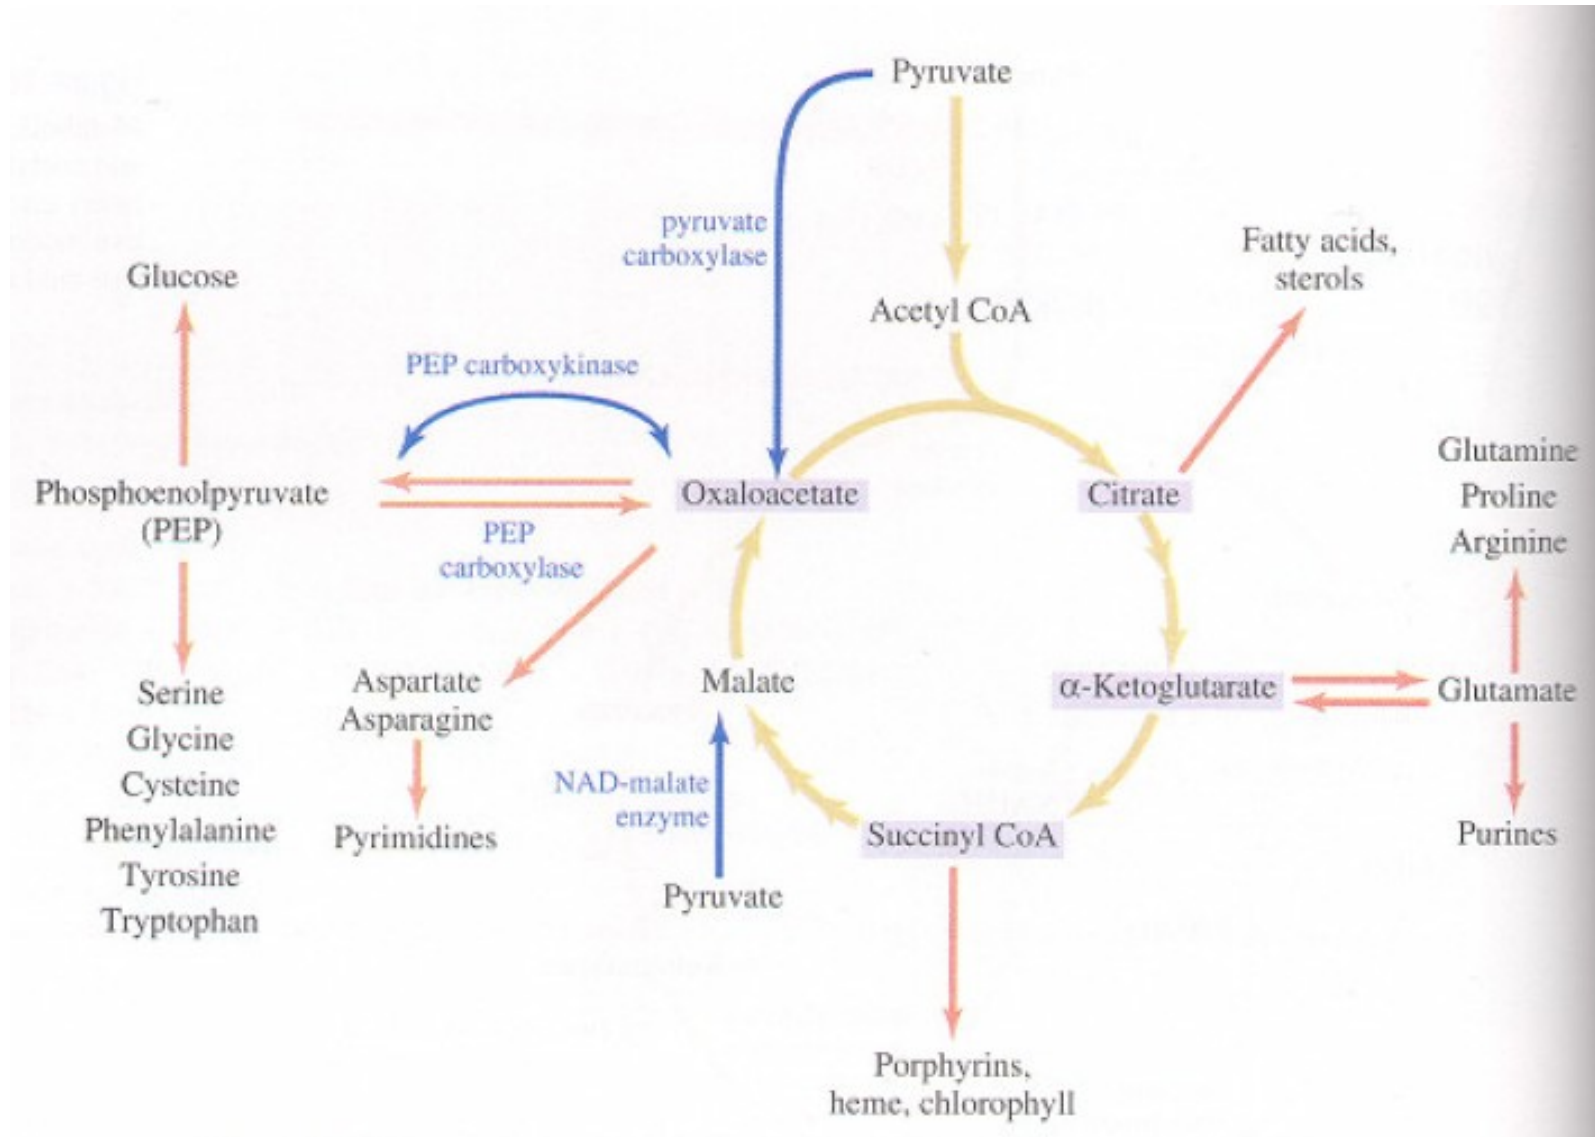 Pyruvate
pyruvate
carboxylase
Fatty acids,
sterols
Glucose
Acetyl CoA
PEP carboxykinase
Glutamine
Proline
Arginine
Phosphoenolpyruvate
(PEP)
Oxaloacetate
Citrate
PEP
carboxylase
Aspartate
Asparagine
Malate
α-Ketoglutarate
Glutamate
Serine
Glycine
Cysteine
Phenylalanine
Tyrosine
Tryptophan
Pyrimidines
NAD-malate
enzyme
Succinyl CoA
Purines
Pyruvate
Porphyrins,
heme, chlorophyll